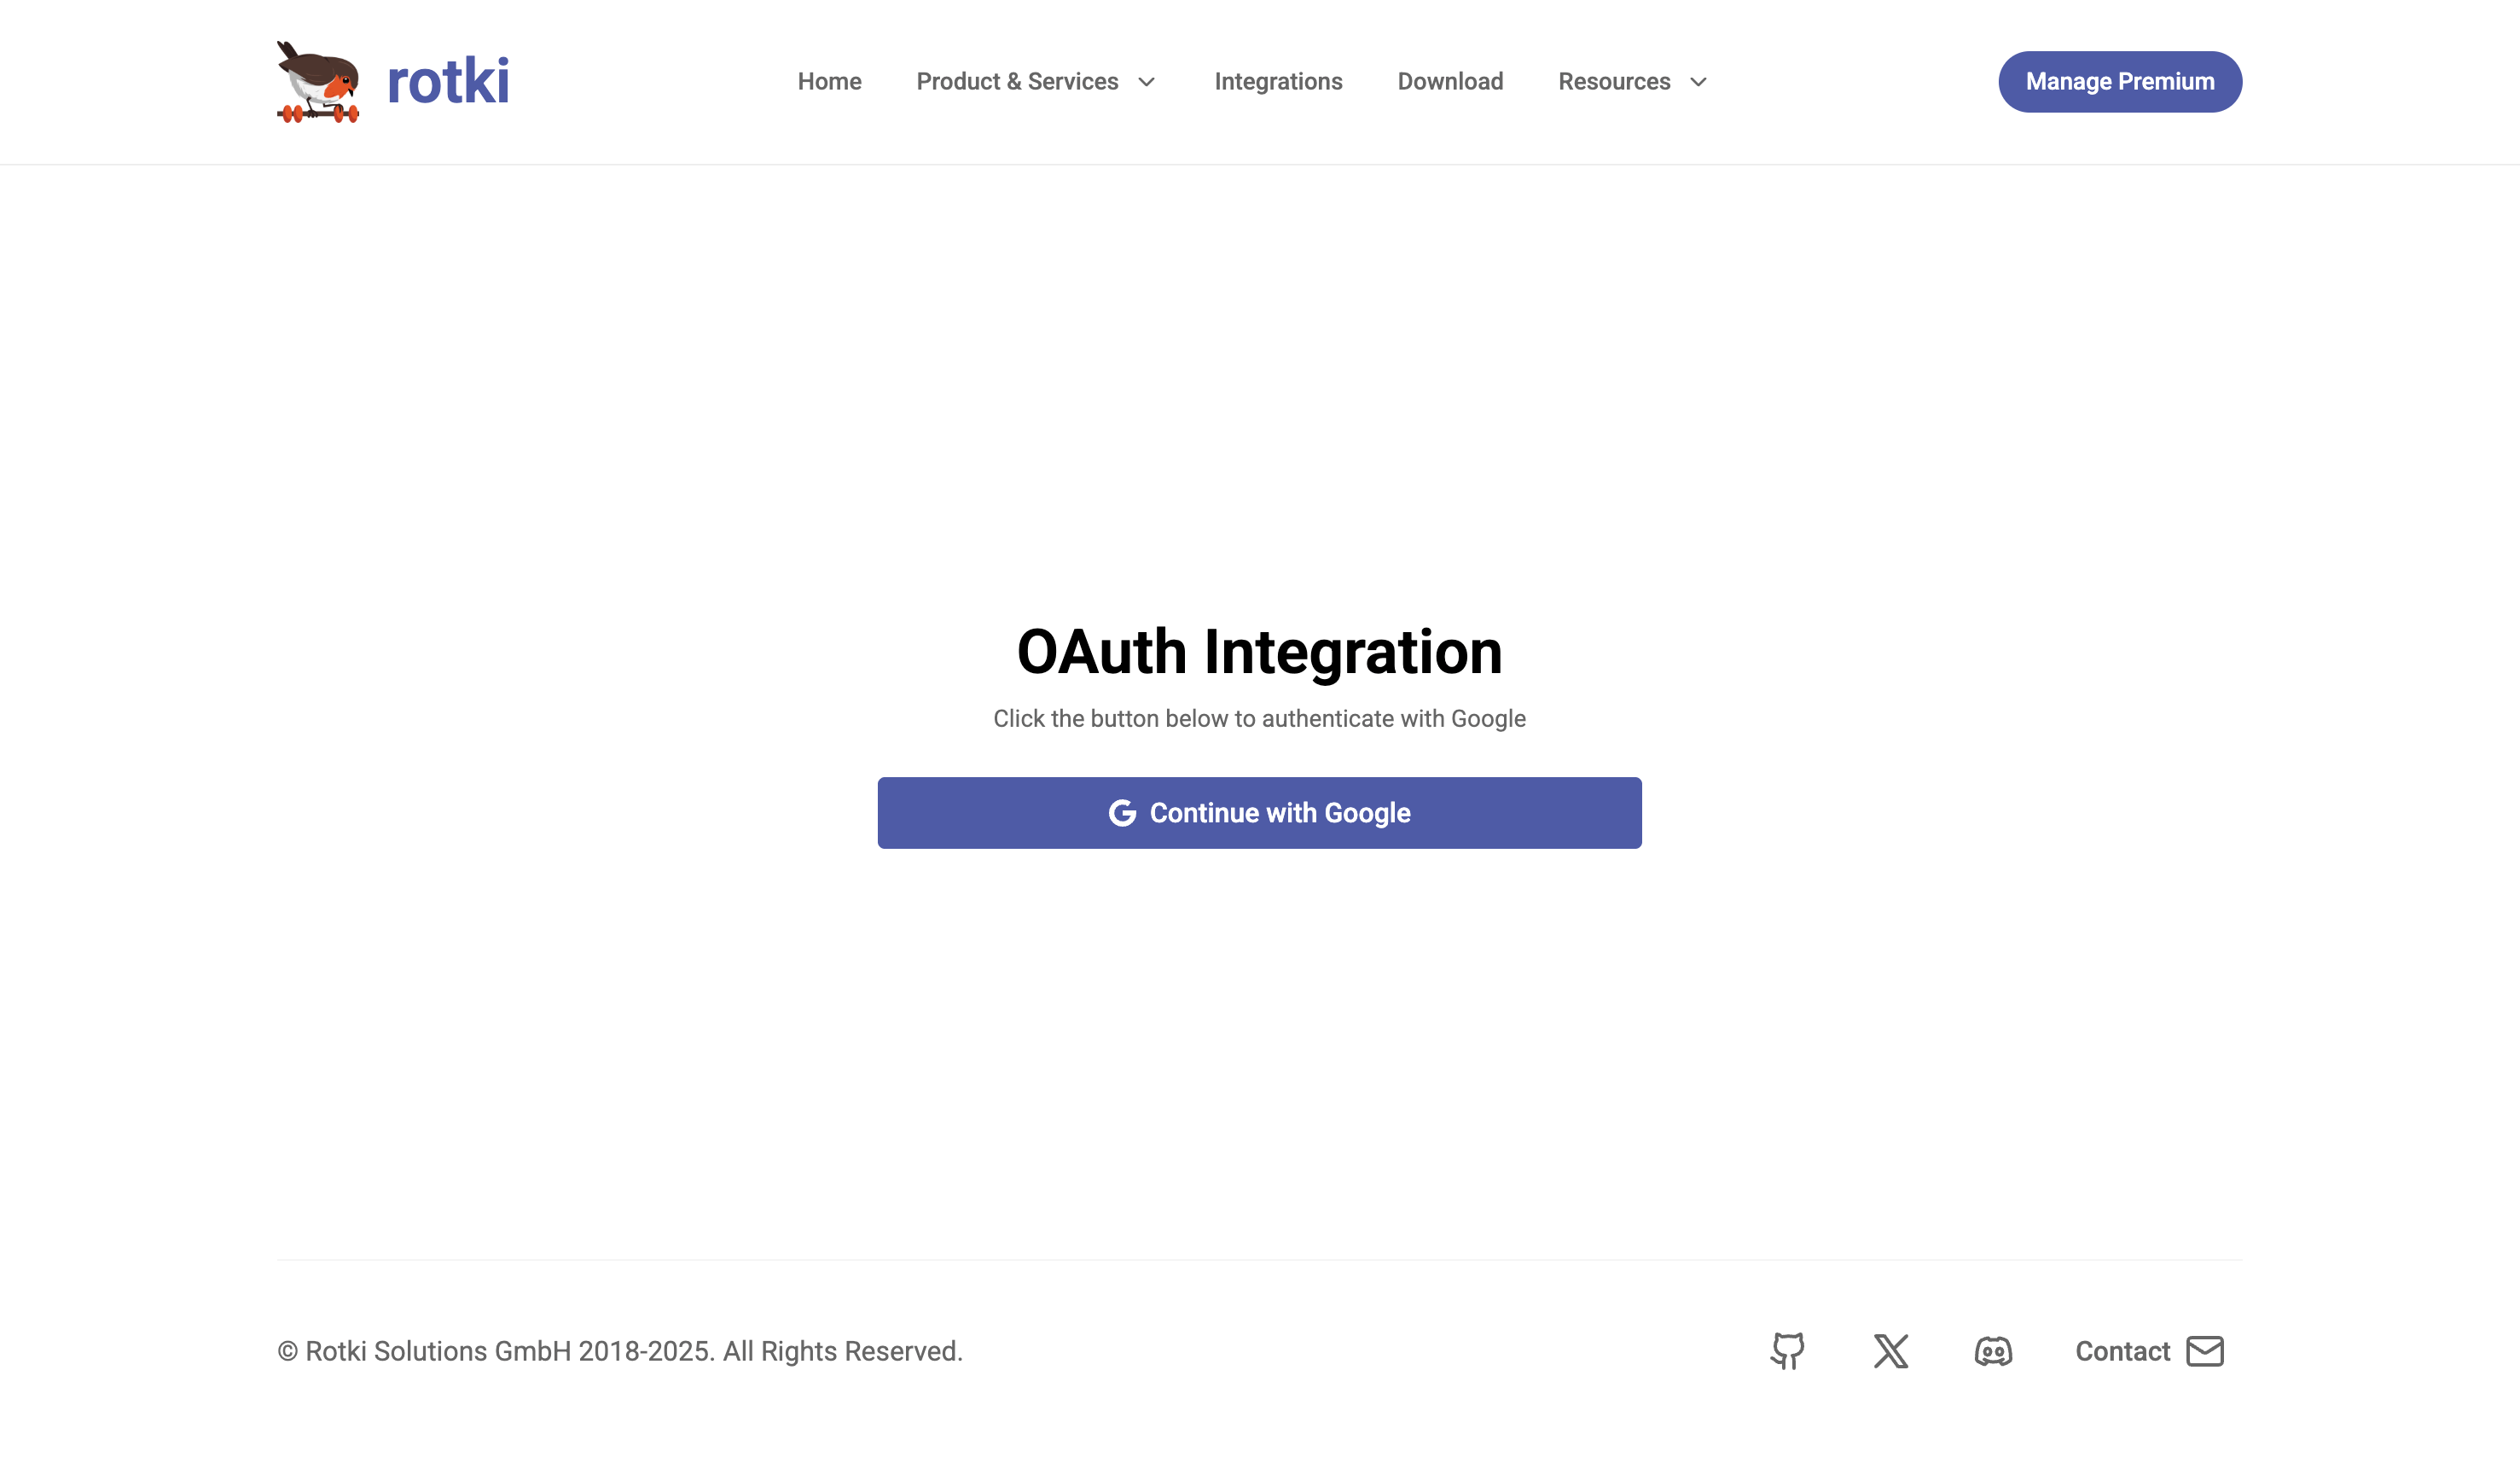 rotki
Home
Product & Services
Integrations
Download
Resources
Manage Premium
OAuth Integration
Click the button below to authenticate with Google
Continue with Google
© Rotki Solutions GmbH 2018-2025. All Rights Reserved.
Contact